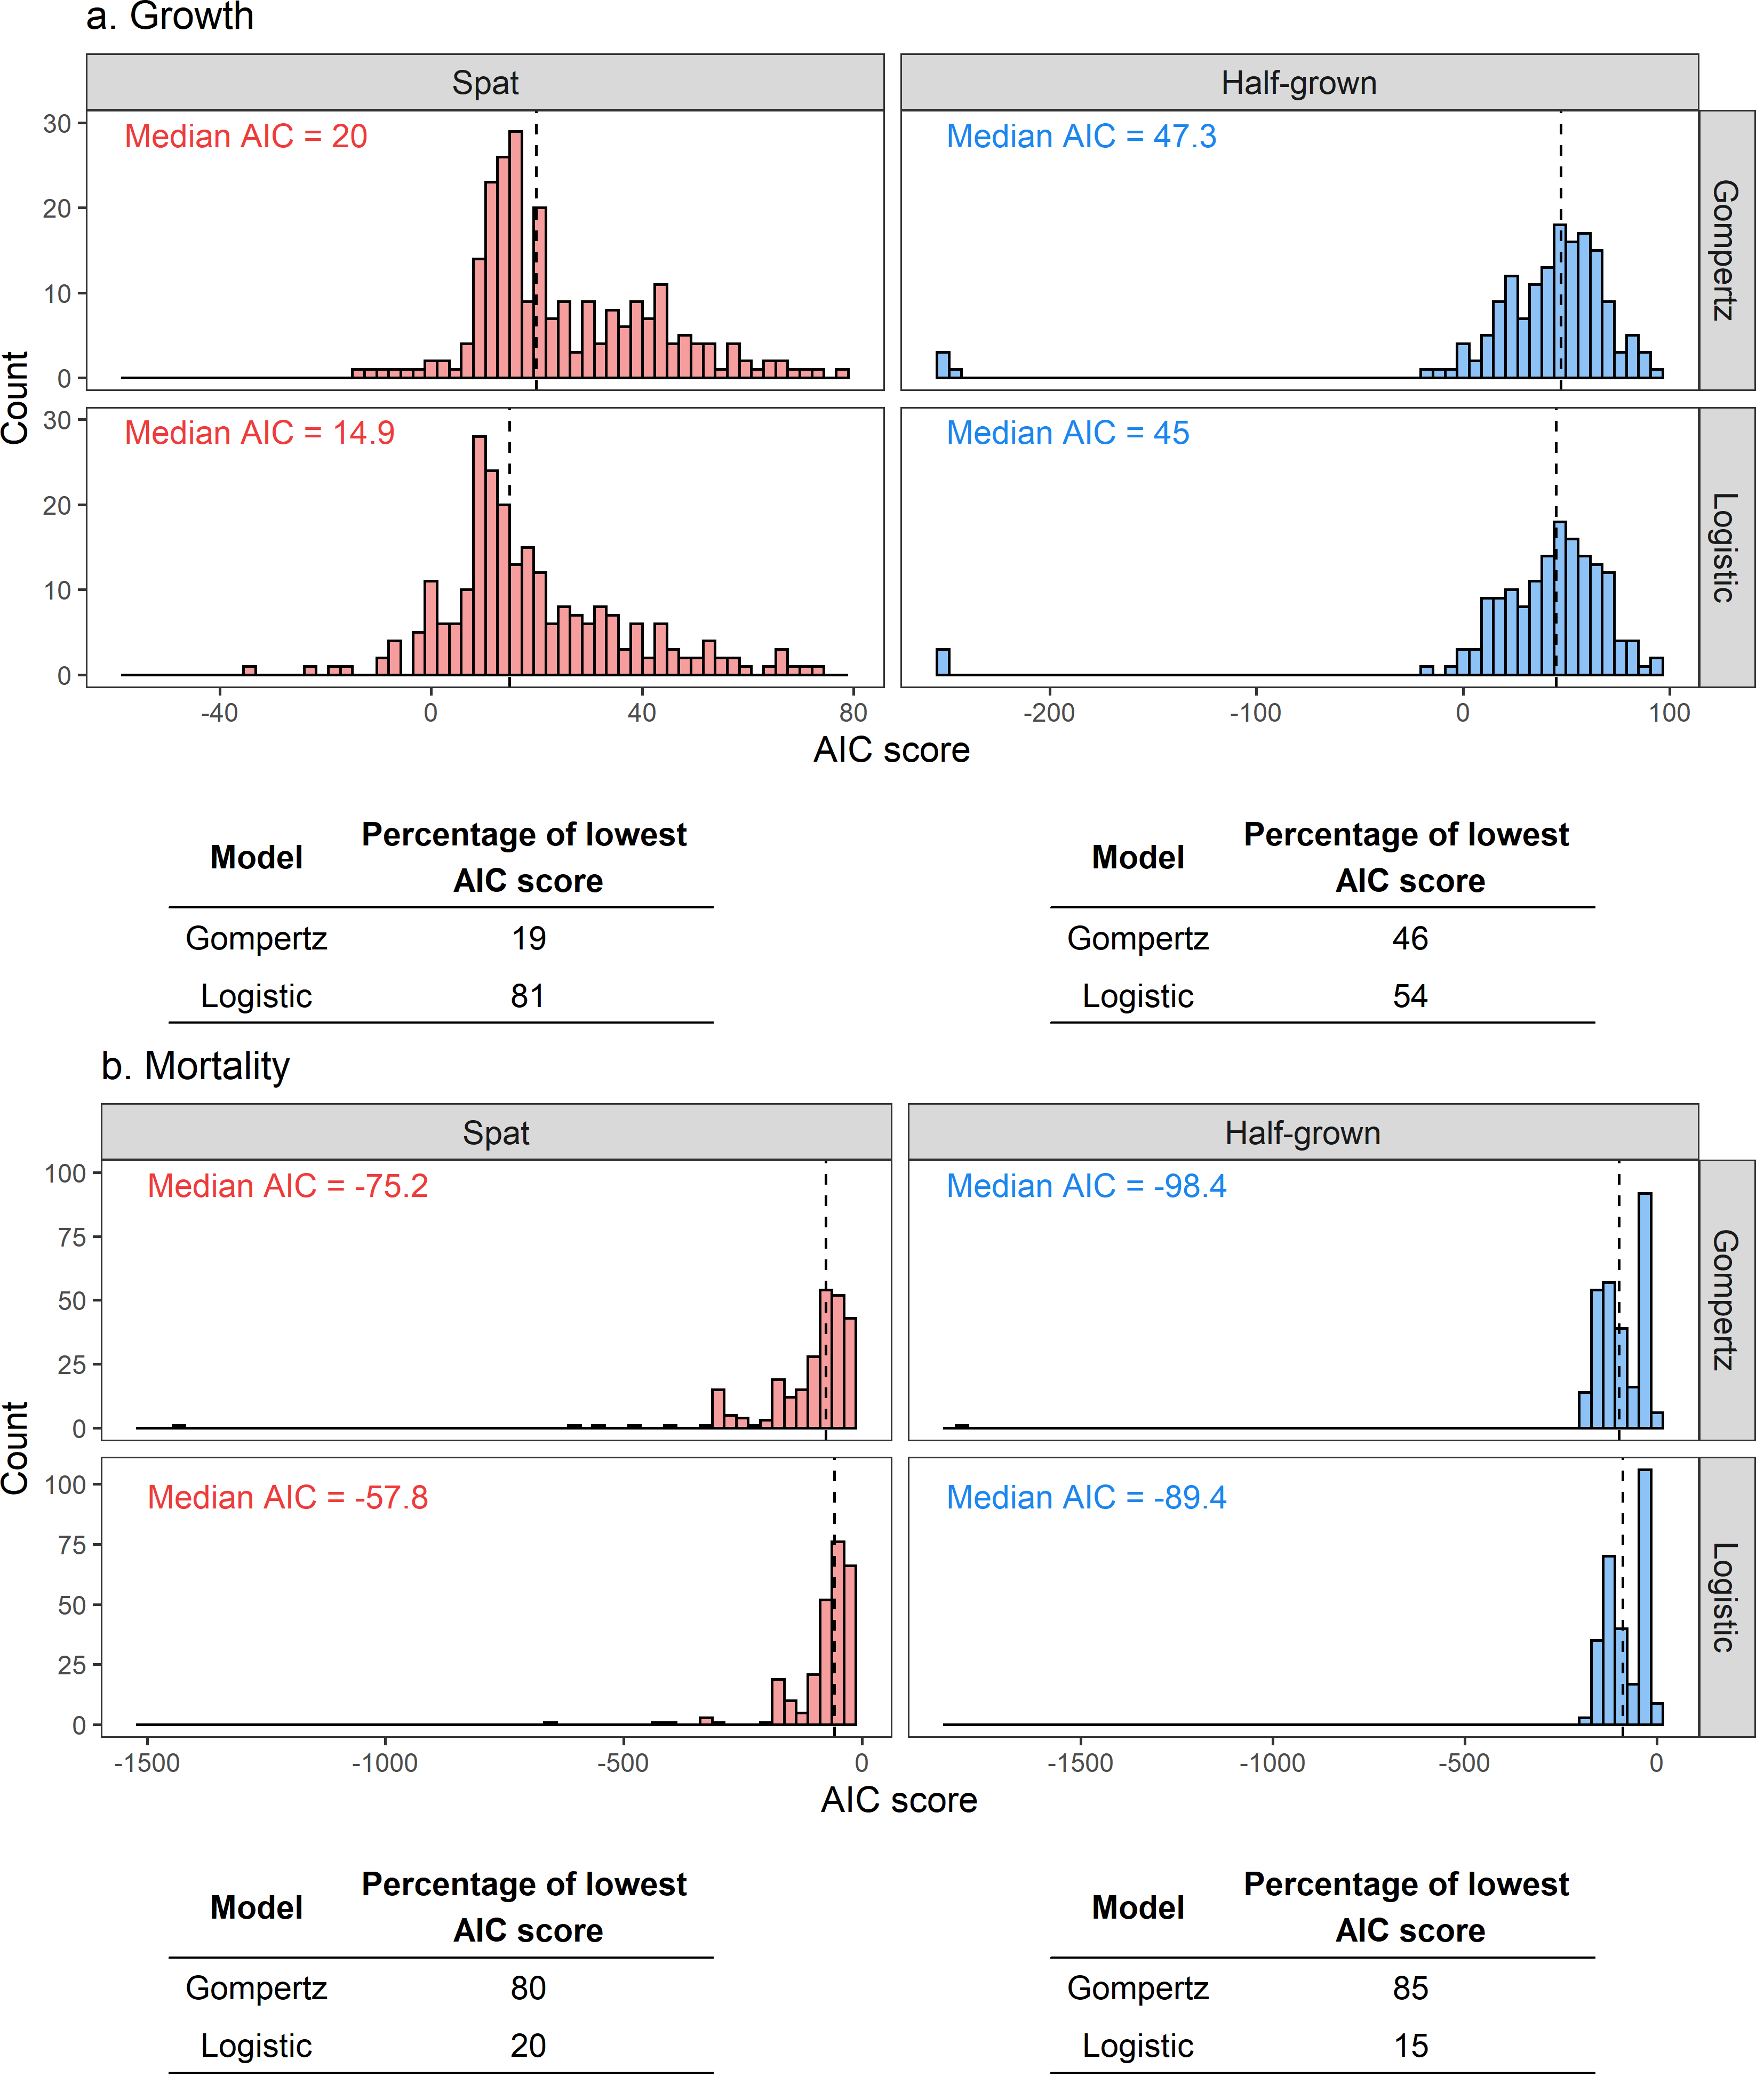 a. Growth
Spat
Half-grown
Median AIC = 20
Median AIC = 47.3
Gompertz
30
20
10
0
Median AIC = 14.9
Median AIC = 45
Logistic
30
20
10
0
Count
-40
0
40
80
-200
-100
0
100
AIC score
Model
Percentage of lowest
AIC score
Gompertz 19
Logistic 81
Model
Percentage of lowest
AIC score
Gompertz 46
Logistic 54
b. Mortality
Spat
Half-grown
Median AIC = -75.2
Median AIC = -98.4
Gompertz
100
75
50
25
0
Median AIC = -57.8
Median AIC = -89.4
Logistic
100
75
50
25
0
Count
-1500
-1000
-500
0
-1500
-1000
-500
0
AIC score
Model
Percentage of lowest
AIC score
Gompertz 80
Logistic 20
Model
Percentage of lowest
AIC score
Gompertz 85
Logistic 15